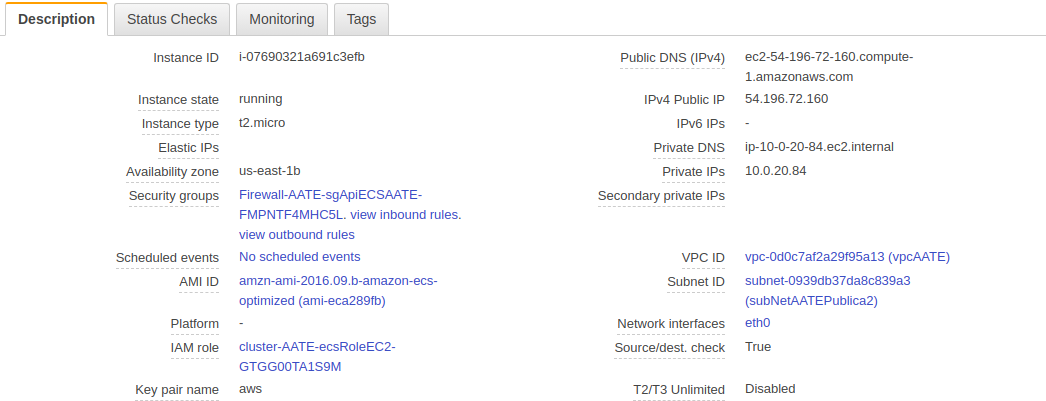 Description Status Checks Monitoring Tags
Instance ID i-07690321a691c3efb Public DNS (IPv4) ec2-54-196-72-160.compute-
1.amazonaws.com
Instance state running IPv4 Public IP 54.196.72.160
Instance type t2.micro IPv6 IPs -
Elastic IPs Private DNS ip-10-0-20-84.ec2.internal
Availability zone us-east-1b Private IPs 10.0.20.84
Security groups Firewall-AATE-sgApiECSAATE- Secondary private IPs
FMPNTF4MHC5L. view inbound rules.
view outbound rules
Scheduled events No scheduled events VPC ID vpc-0d0c7af2a29f95a13 (vpcAATE)
AMI ID amzn-ami-2016.09.b-amazon-ecs- Subnet ID subnet-0939db37da8c839a3
optimized (ami-eca289fb) (subNetAATEPublica2)
Platform - Network interfaces eth0
IAM role cluster-AATE-ecsRoleEC2- Source/dest. check True
GTGG00TA1S9M
Key pair name aws T2/T3 Unlimited Disabled